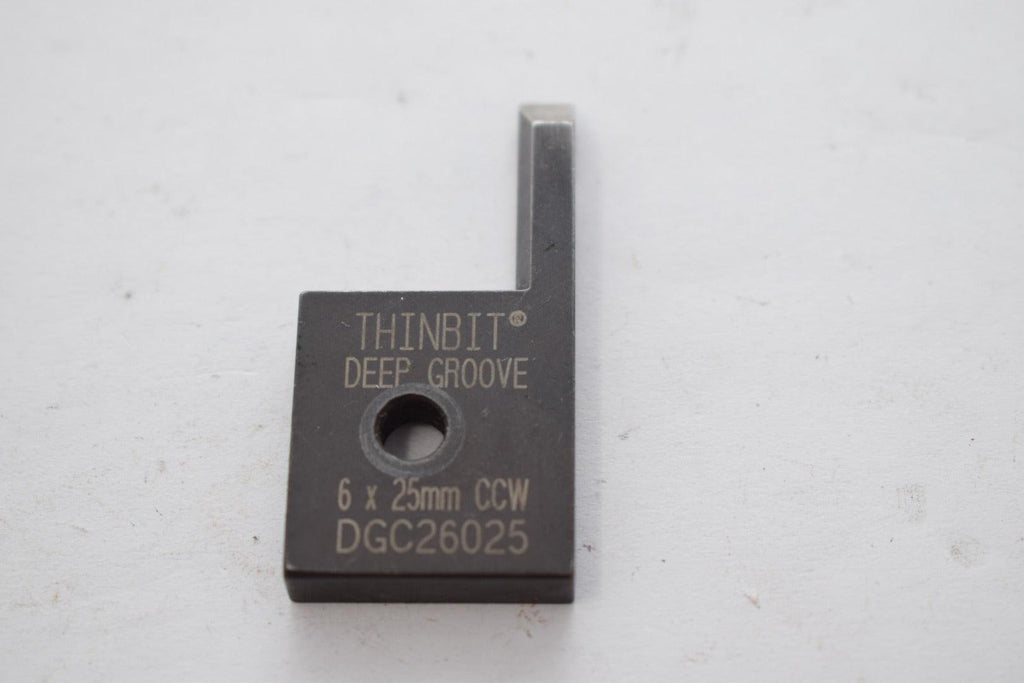 THINBIT®
DEEP GROOVE
6 x 25mm CCW
DGC26025